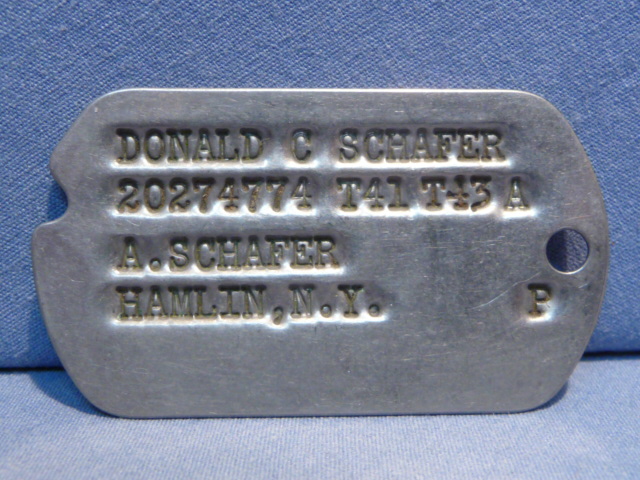 DONALD C SCHAFER
20274774 T41 T43 A
A.SCHAFER
HAMLIN,N.Y. P